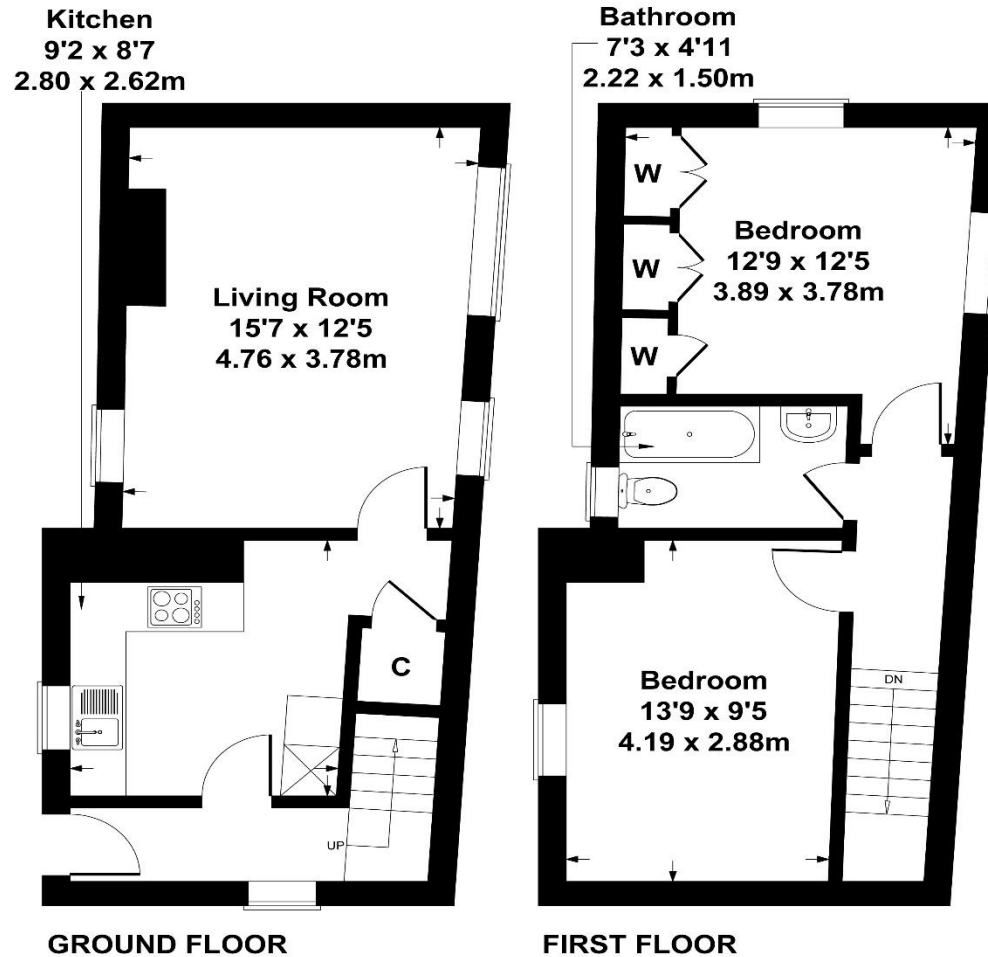 Kitchen
9'2 x 8'7
2.80 x 2.62m
Living Room
15'7 x 12'5
4.76 x 3.78m
C
UP
GROUND FLOOR
Bathroom
7'3 x 4'11
2.22 x 1.50m
W
W
W
Bedroom
12'9 x 12'5
3.89 x 3.78m
Bedroom
13'9 x 9'5
4.19 x 2.88m
DN
FIRST FLOOR